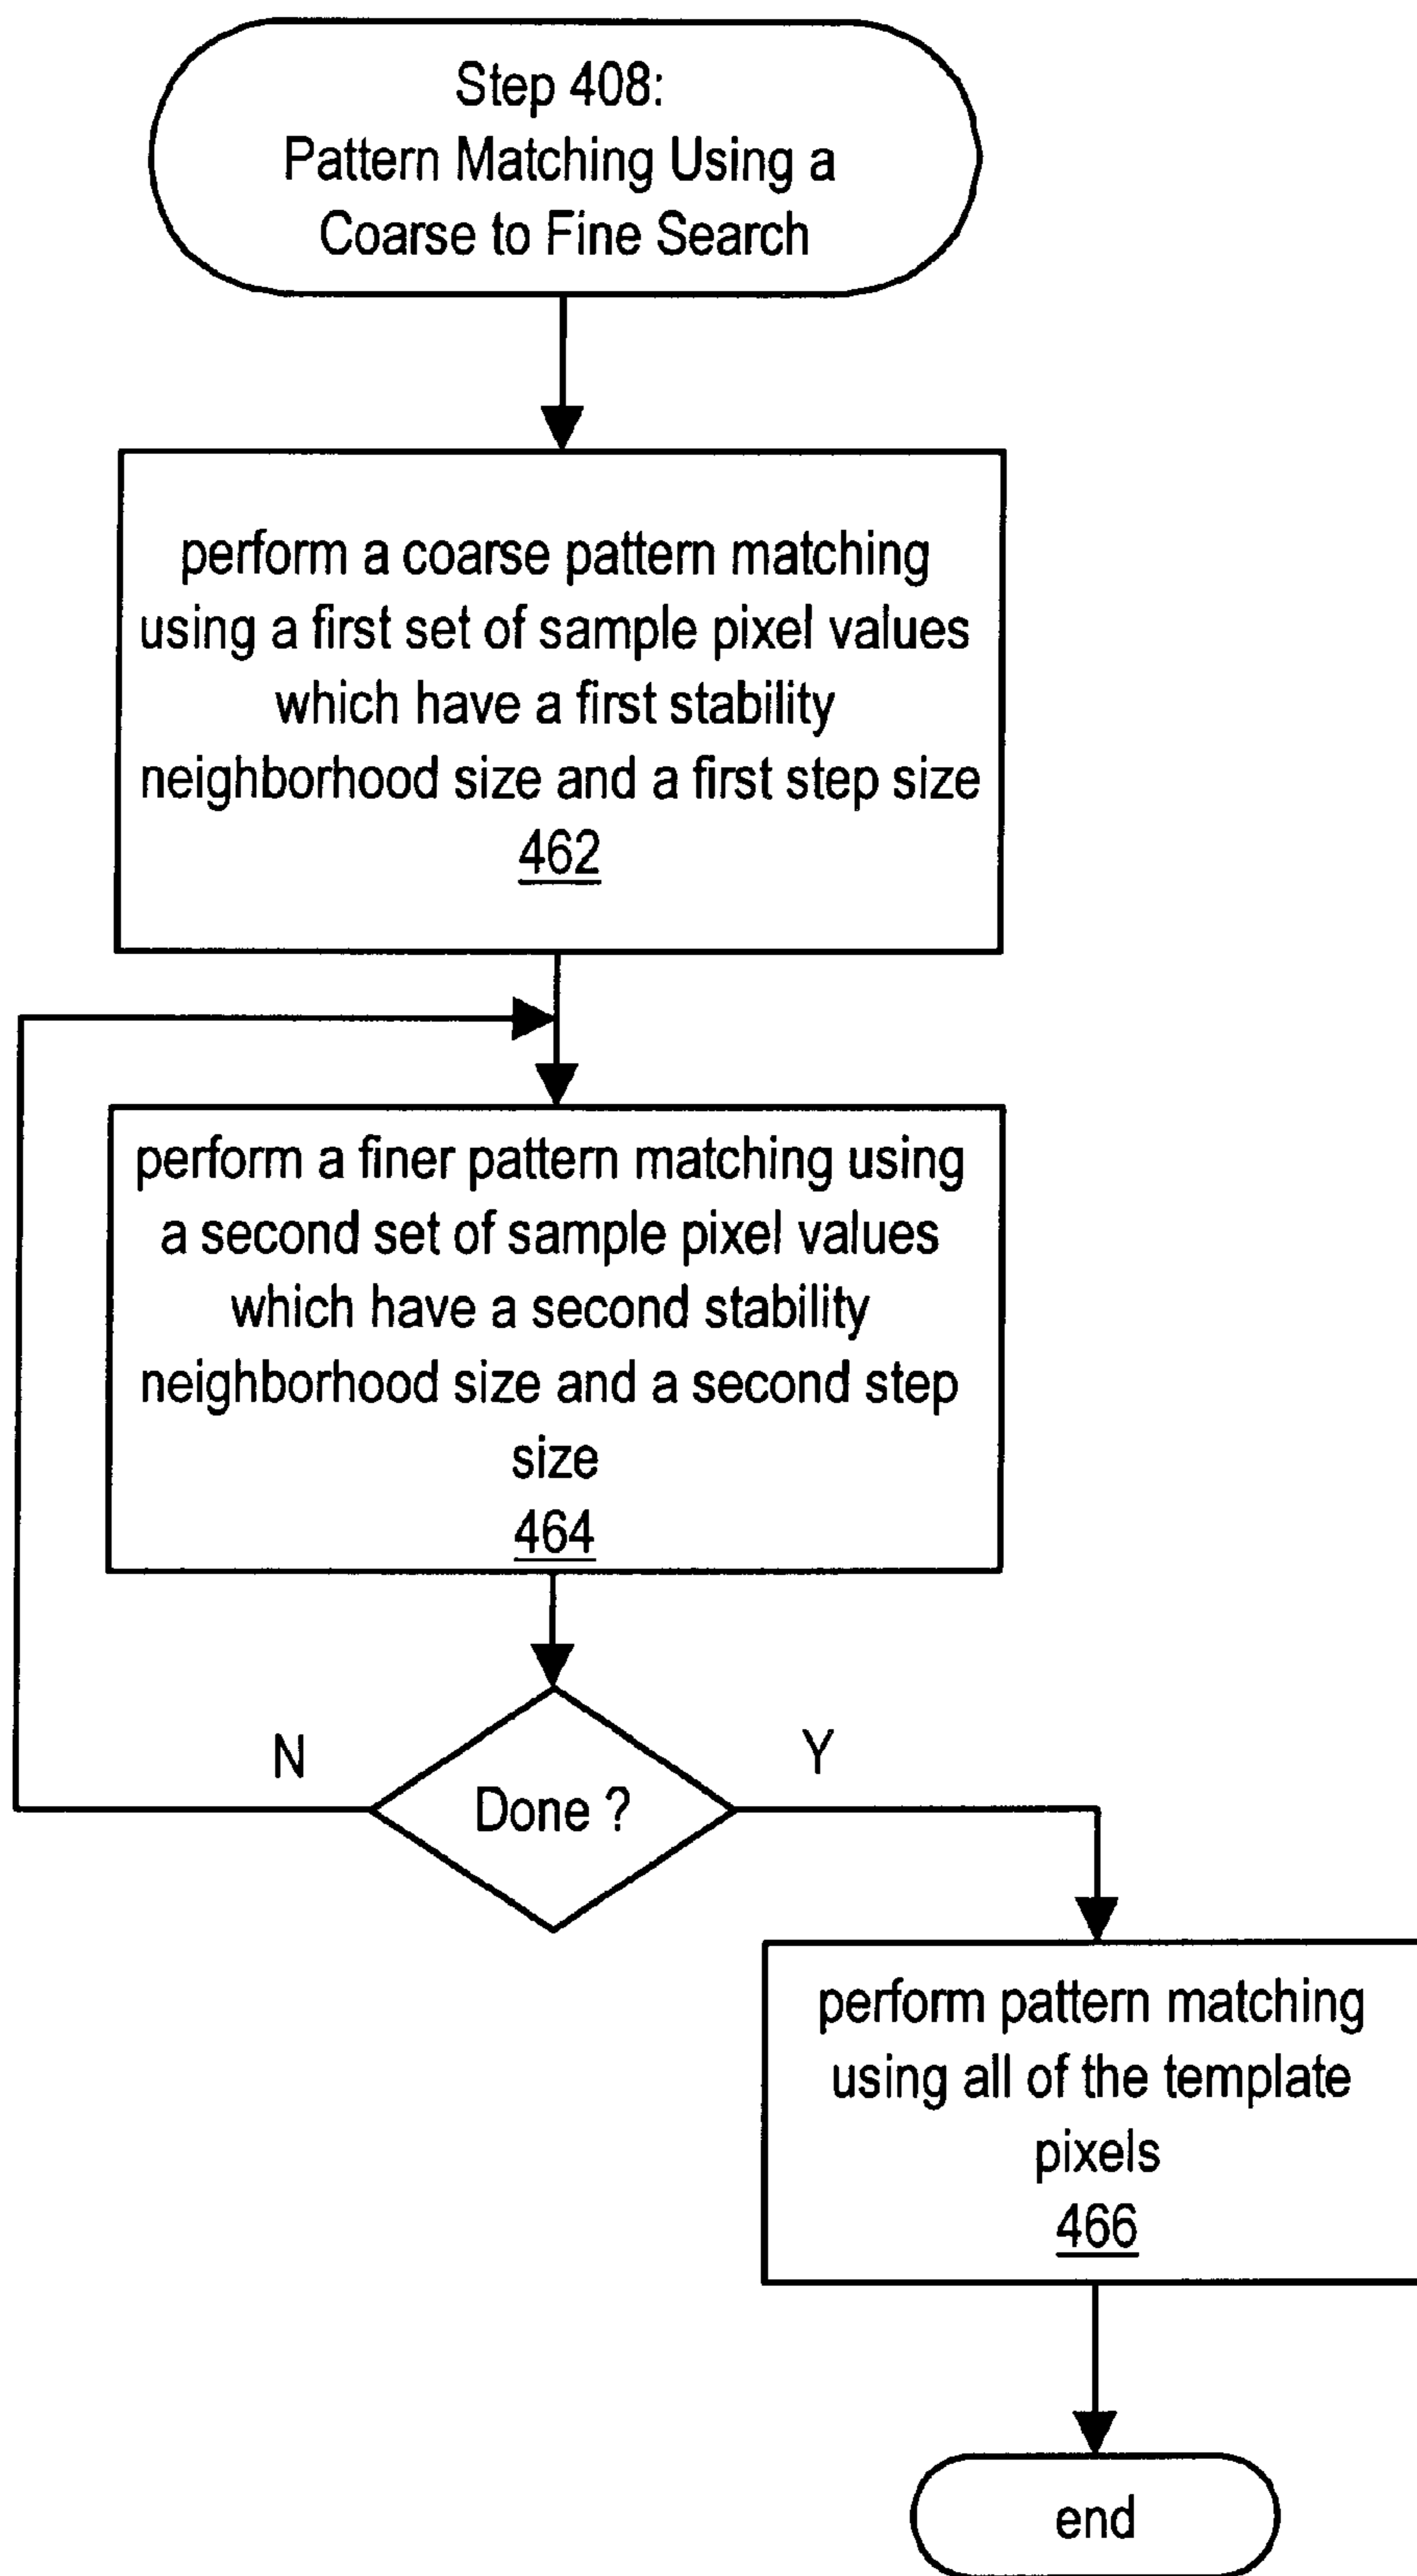 Step 408:
Pattern Matching Using a
Coarse to Fine Search
perform a coarse pattern matching
using a first set of sample pixel values
which have a first stability
neighborhood size and a first step size
462
perform a finer pattern matching using
a second set of sample pixel values
which have a second stability
neighborhood size and a second step
size
464
N
Done ?
Y
perform pattern matching
using all of the template
pixels
466
end